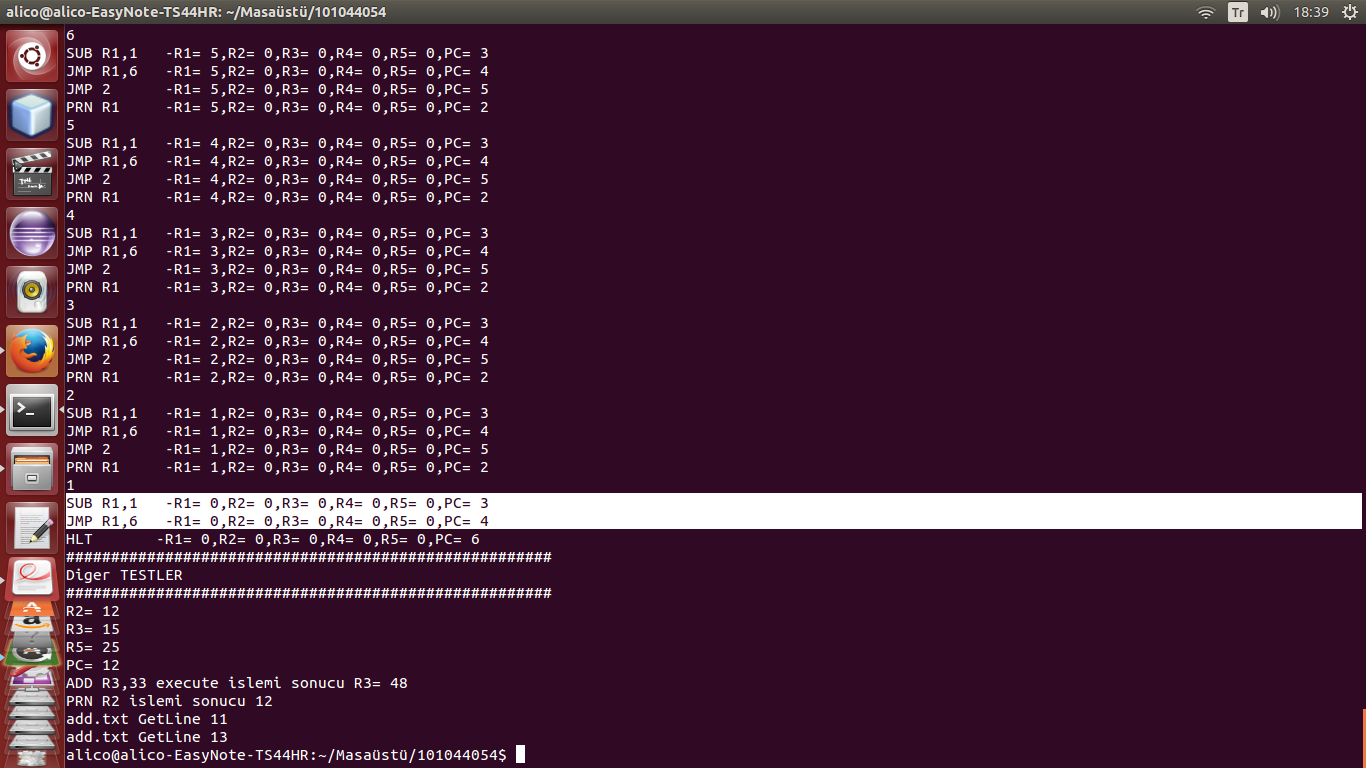 alico@alico-EasyNote-TS44HR: ~/Masaüstü/101044054
Tr
18:39
6
SUB R1,1   -R1= 5,R2= 0,R3= 0,R4= 0,R5= 0,PC= 3
JMP R1,6   -R1= 5,R2= 0,R3= 0,R4= 0,R5= 0,PC= 4
JMP 2      -R1= 5,R2= 0,R3= 0,R4= 0,R5= 0,PC= 5
PRN R1     -R1= 5,R2= 0,R3= 0,R4= 0,R5= 0,PC= 2
5
SUB R1,1   -R1= 4,R2= 0,R3= 0,R4= 0,R5= 0,PC= 3
JMP R1,6   -R1= 4,R2= 0,R3= 0,R4= 0,R5= 0,PC= 4
JMP 2      -R1= 4,R2= 0,R3= 0,R4= 0,R5= 0,PC= 5
PRN R1     -R1= 4,R2= 0,R3= 0,R4= 0,R5= 0,PC= 2
4
SUB R1,1   -R1= 3,R2= 0,R3= 0,R4= 0,R5= 0,PC= 3
JMP R1,6   -R1= 3,R2= 0,R3= 0,R4= 0,R5= 0,PC= 4
JMP 2      -R1= 3,R2= 0,R3= 0,R4= 0,R5= 0,PC= 5
PRN R1     -R1= 3,R2= 0,R3= 0,R4= 0,R5= 0,PC= 2
3
SUB R1,1   -R1= 2,R2= 0,R3= 0,R4= 0,R5= 0,PC= 3
JMP R1,6   -R1= 2,R2= 0,R3= 0,R4= 0,R5= 0,PC= 4
JMP 2      -R1= 2,R2= 0,R3= 0,R4= 0,R5= 0,PC= 5
PRN R1     -R1= 2,R2= 0,R3= 0,R4= 0,R5= 0,PC= 2
2
SUB R1,1   -R1= 1,R2= 0,R3= 0,R4= 0,R5= 0,PC= 3
JMP R1,6   -R1= 1,R2= 0,R3= 0,R4= 0,R5= 0,PC= 4
JMP 2      -R1= 1,R2= 0,R3= 0,R4= 0,R5= 0,PC= 5
PRN R1     -R1= 1,R2= 0,R3= 0,R4= 0,R5= 0,PC= 2
1
SUB R1,1   -R1= 0,R2= 0,R3= 0,R4= 0,R5= 0,PC= 3
JMP R1,6   -R1= 0,R2= 0,R3= 0,R4= 0,R5= 0,PC= 4
HLT       -R1= 0,R2= 0,R3= 0,R4= 0,R5= 0,PC= 6
######################################################
Diger TESTLER
######################################################
R2= 12
R3= 15
R5= 25
PC= 12
ADD R3,33 execute islemi sonucu R3= 48
PRN R2 islemi sonucu 12
add.txt GetLine 11
add.txt GetLine 13
alico@alico-EasyNote-TS44HR:~/Masaüstü/101044054$